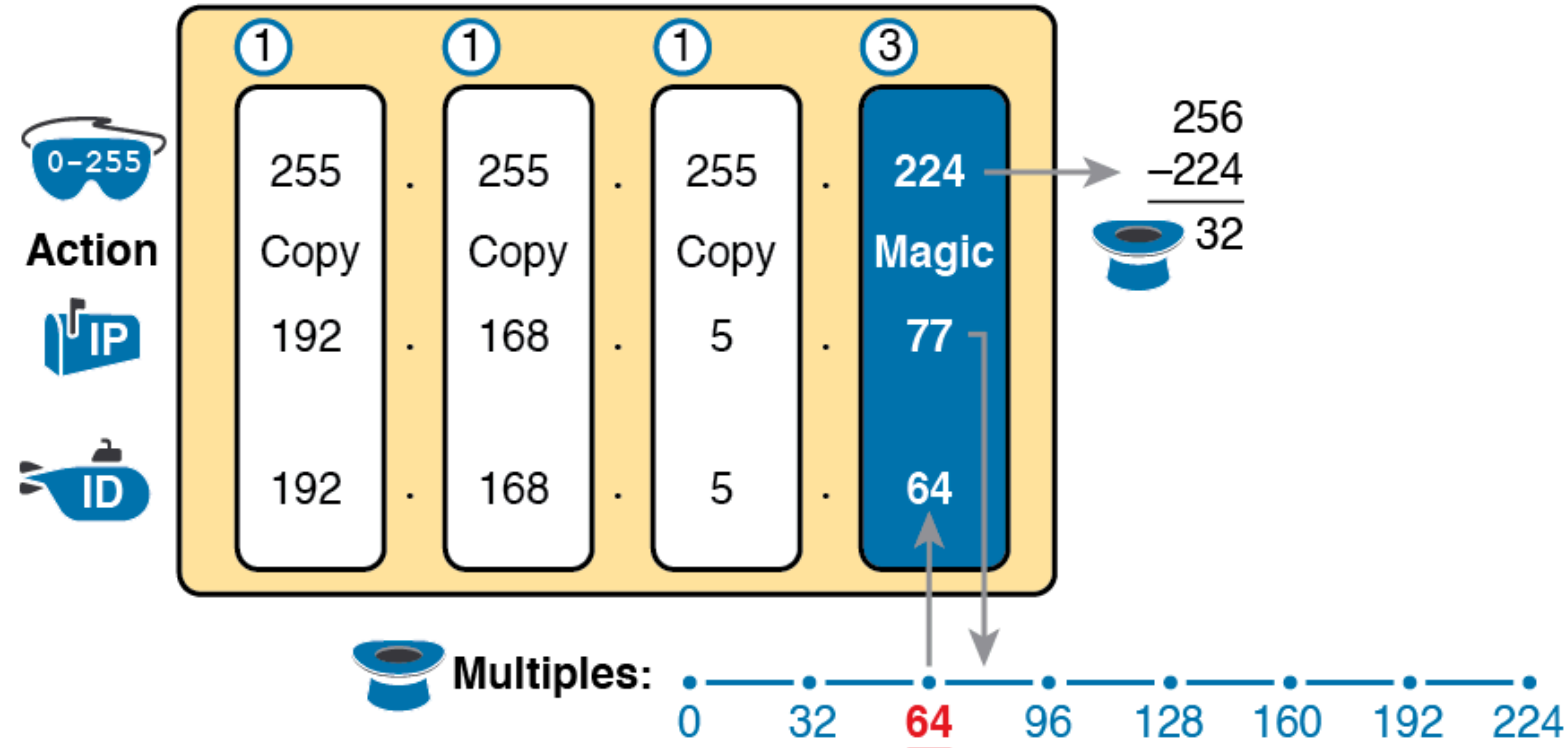 1 1 1 3
256
0-255 255 . 255 . 255 . 224 –224
Action Copy Copy Copy Magic 32
IP 192 . 168 . 5 . 77
ID 192 . 168 . 5 . 64
Multiples:
0 32 64 96 128 160 192 224